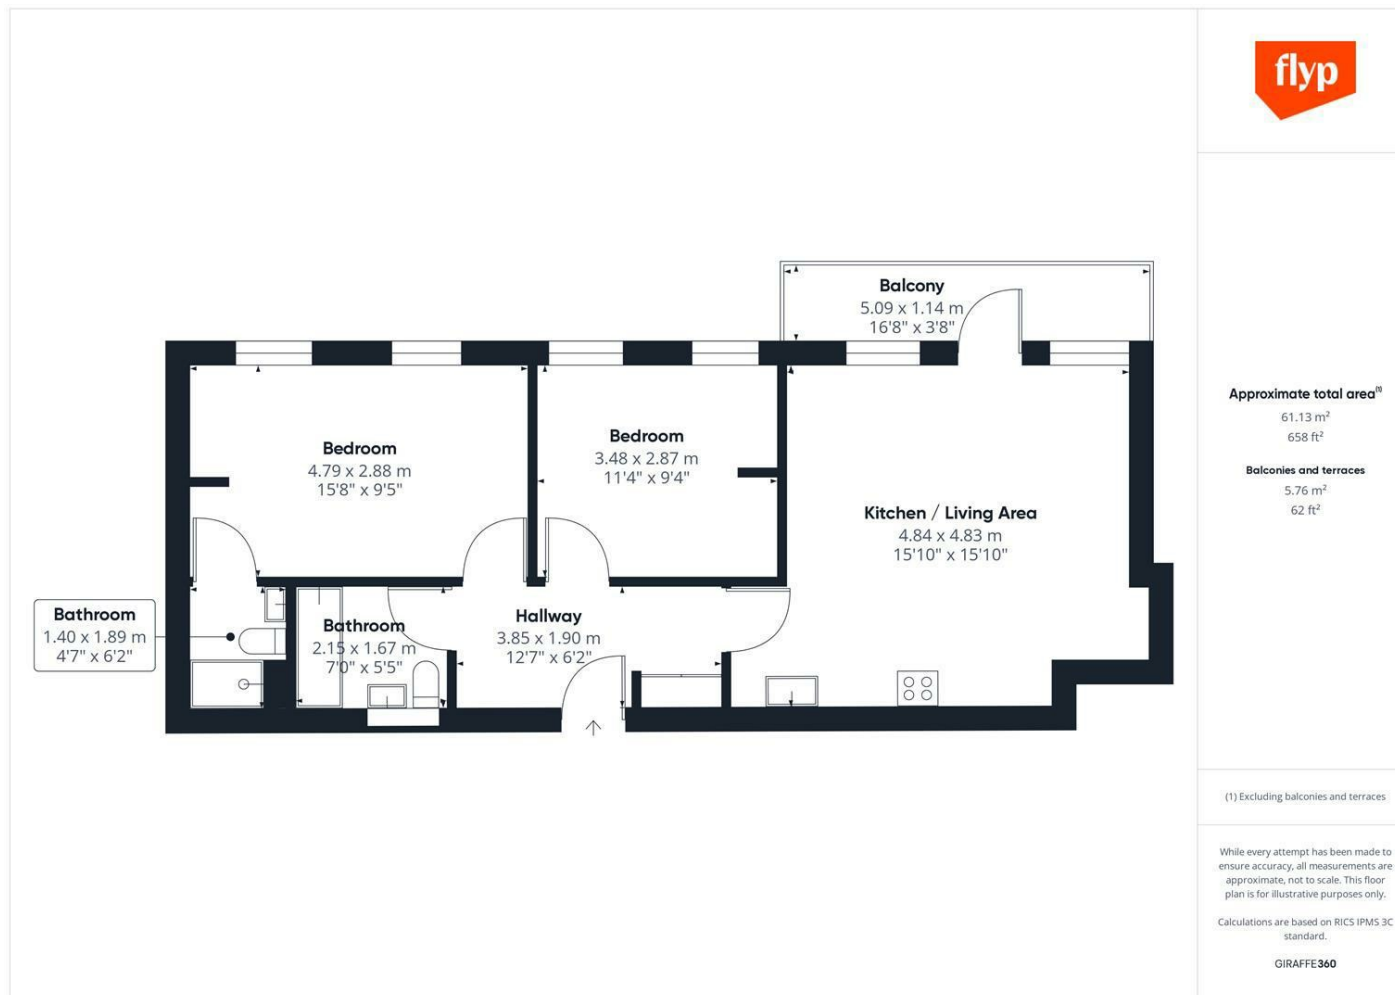 flyp
Balcony
5.09 x 1.14 m
16'8" x 3'8"
Bedroom
4.79 x 2.88 m
15'8" x 9'5"
Bedroom
3.48 x 2.87 m
11'4" x 9'4"
Kitchen / Living Area
4.84 x 4.83 m
15'10" x 15'10"
Bathroom
1.40 x 1.89 m
4'7" x 6'2"
Bathroom
2.15 x 1.67 m
7'0" x 5'5"
Hallway
3.85 x 1.90 m
12'7" x 6'2"
Approximate total area(1)
61.13 m²
658 ft²
Balconies and terraces
5.76 m²
62 ft²
(1) Excluding balconies and terraces
While every attempt has been made to
ensure accuracy, all measurements are
approximate, not to scale. This floor
plan is for illustrative purposes only.
Calculations are based on RICS IPMS 3C
standard.
GIRAFFE360